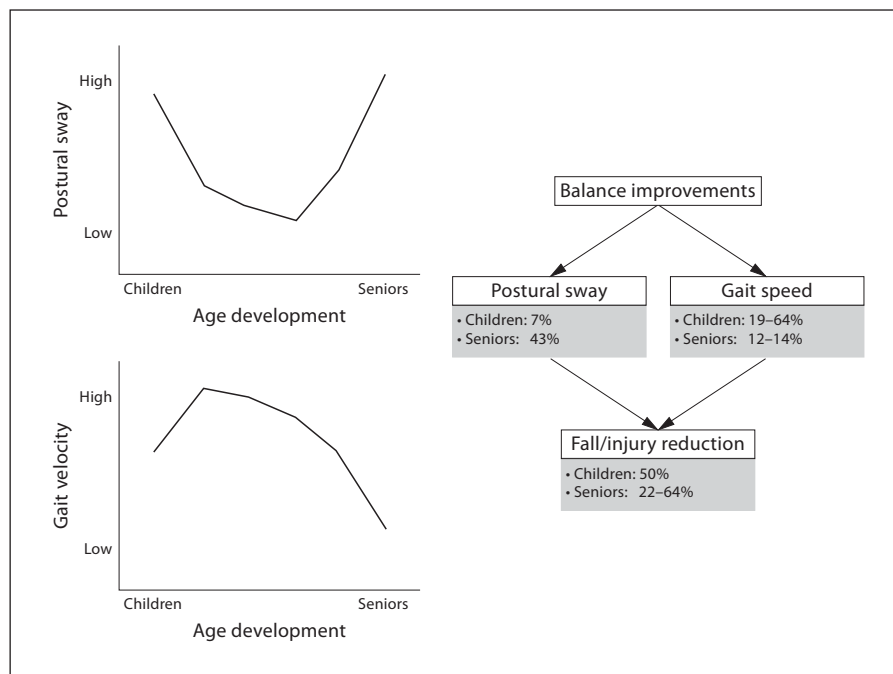 High
Postural sway
Low
Children
Seniors
Age development
High
Gait velocity
Low
Children
Seniors
Age development
Balance improvements
Postural sway
• Children: 7%
• Seniors: 43%
Gait speed
• Children: 19–64%
• Seniors: 12–14%
Fall/injury reduction
• Children: 50%
• Seniors: 22–64%